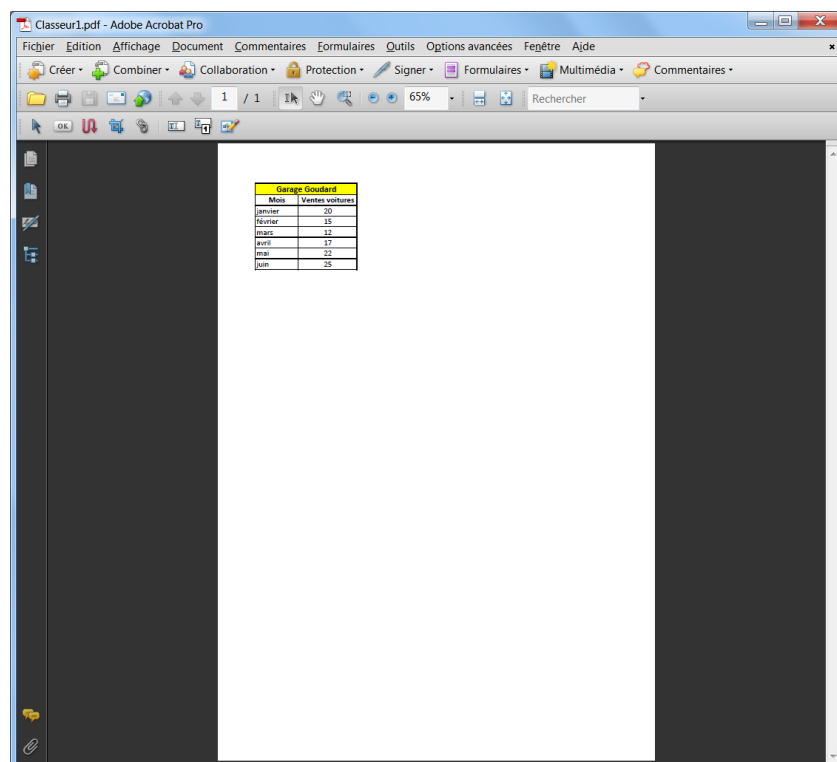 Classeur1.pdf - Adobe Acrobat Pro
Fichier Edition Affichage Document Commentaires Formulaires Outils Options avancées Fenêtre Aide
Créer Combiner Collaboration Protection Signer Formulaires Multimédia Commentaires
1 / 1 65% Rechercher
OK
Garage Goudard
Mois Ventes voitures
janvier 20
février 15
mars 12
avril 17
mai 22
juin 25